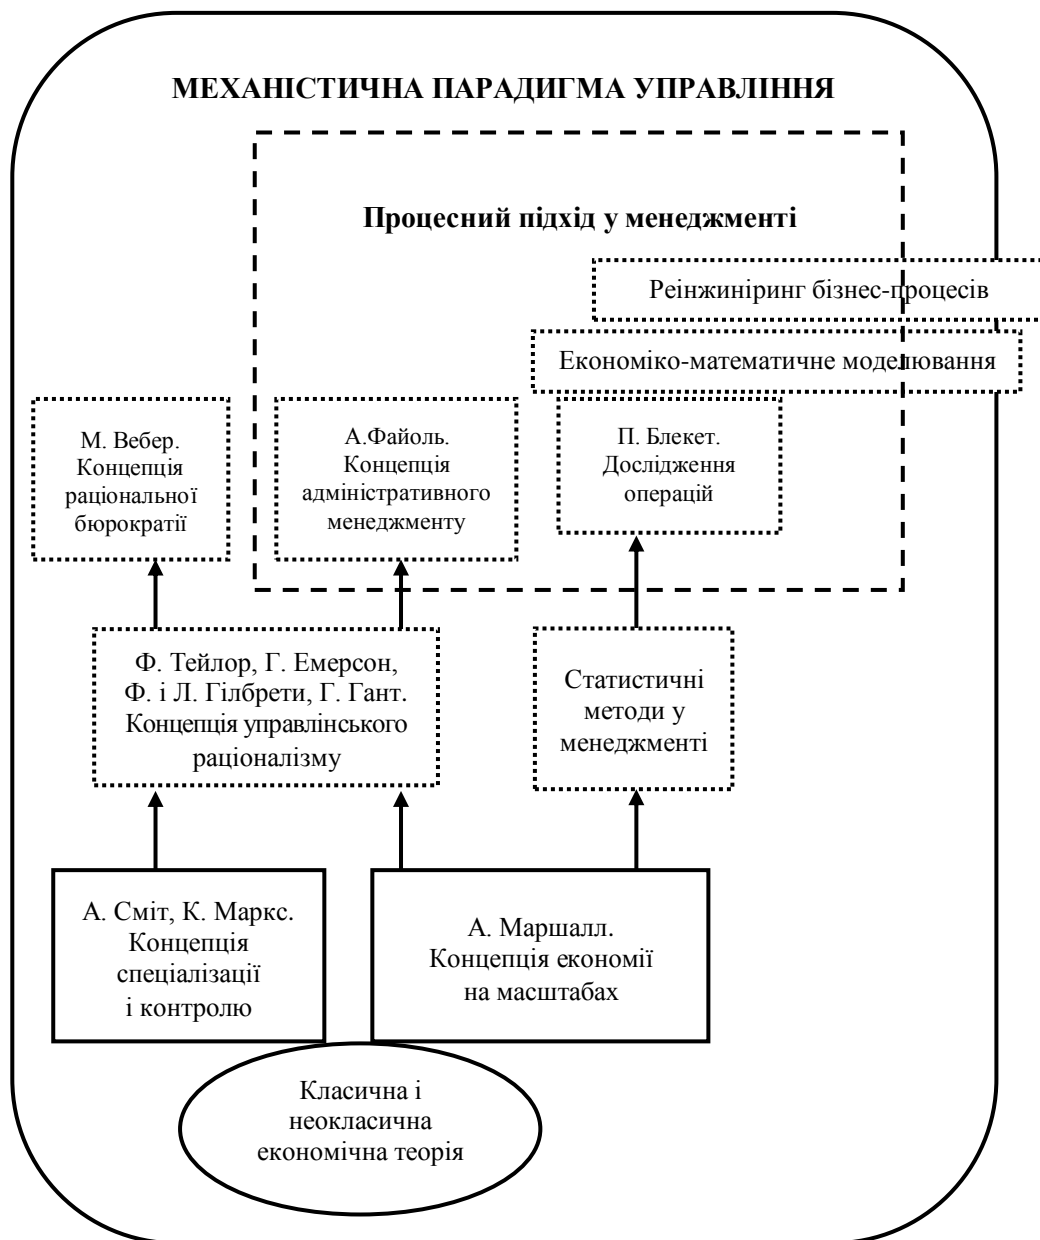 МЕХАНІСТИЧНА ПАРАДИГМА УПРАВЛІННЯ
Процесний підхід у менеджменті
Реінжиніринг бізнес-процесів
Економіко-математичне моделювання
М. Вебер.
Концепція
раціональної
бюрократії
А.Файоль.
Концепція
адміністративного
менеджменту
П. Блекет.
Дослідження
операцій
Ф. Тейлор, Г. Емерсон,
Ф. і Л. Гілбрети, Г. Гант.
Концепція управлінського
раціоналізму
Статистичні
методи у
менеджменті
А. Сміт, К. Маркс.
Концепція
спеціалізації
і контролю
А. Маршалл.
Концепція економії
на масштабах
Класична і
неокласична
економічна теорія